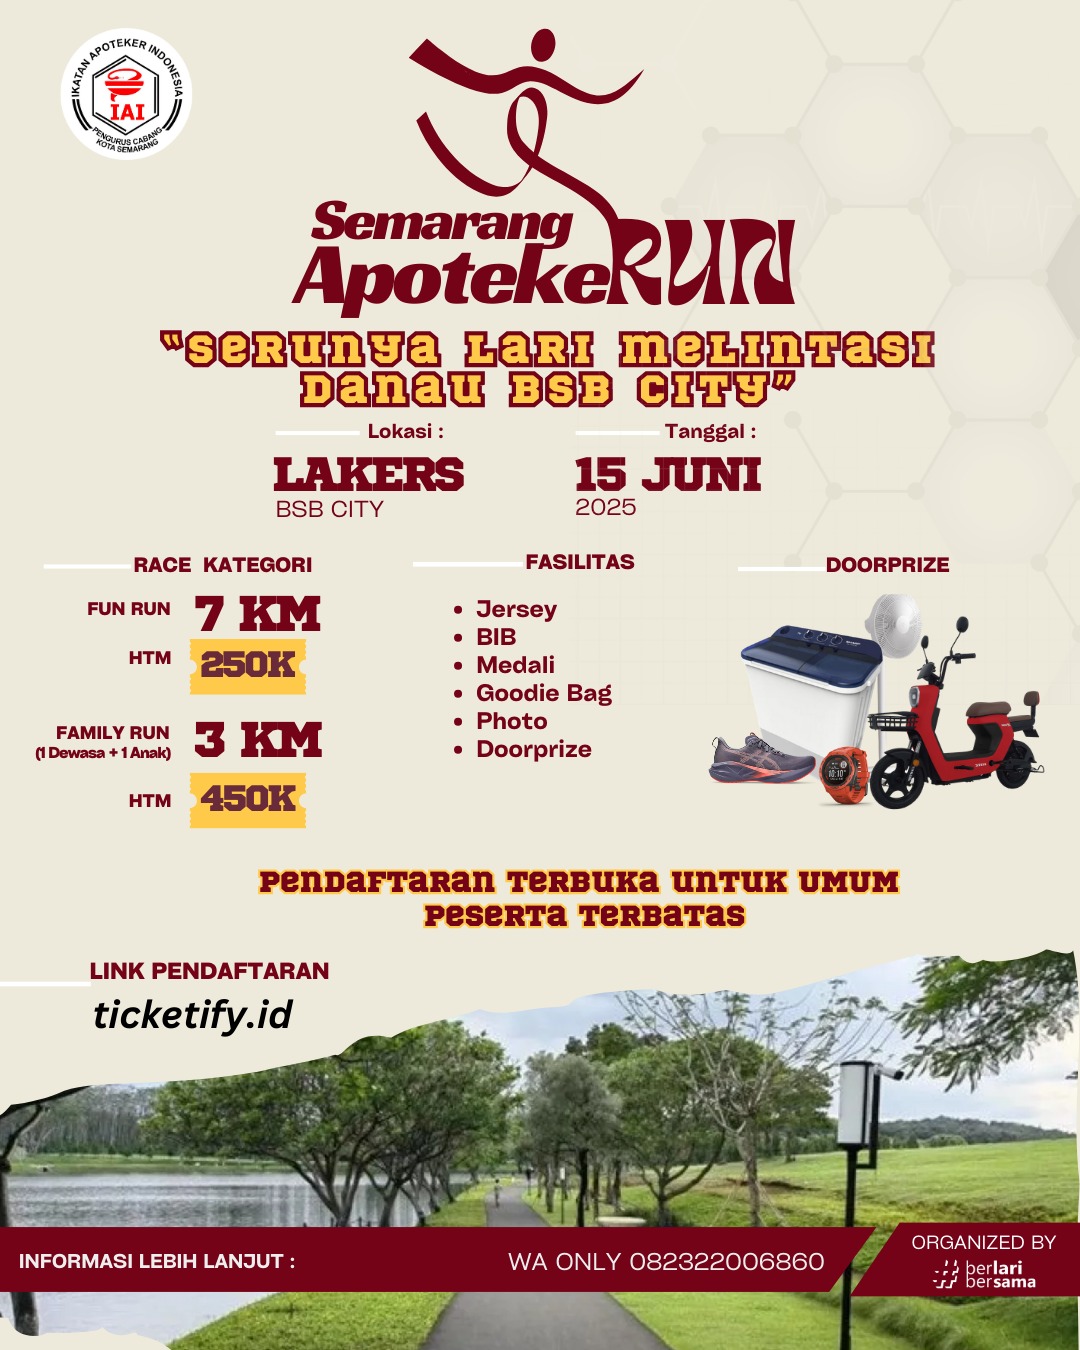 IKATAN APOTEKER INDONESIA
IAI
PENGURUS CABANG
KOTA SEMARANG
Semarang
ApotekeRUN
"SERUNYA LARI MELINTASI
DANAU BSB CITY"
Lokasi :
LAKERS
BSB CITY
Tanggal :
15 JUNI
2025
RACE KATEGORI
FUN RUN 7 KM
HTM 250K
FAMILY RUN 3 KM
(1 Dewasa + 1 Anak)
HTM 450K
FASILITAS
• Jersey
• BIB
• Medali
• Goodie Bag
• Photo
• Doorprize
DOORPRIZE
PENDAFTARAN TERBUKA UNTUK UMUM
PESERTA TERBATAS
LINK PENDAFTARAN
ticketify.id
INFORMASI LEBIH LANJUT :
WA ONLY 082322006860
ORGANIZED BY
# berlari
bersama